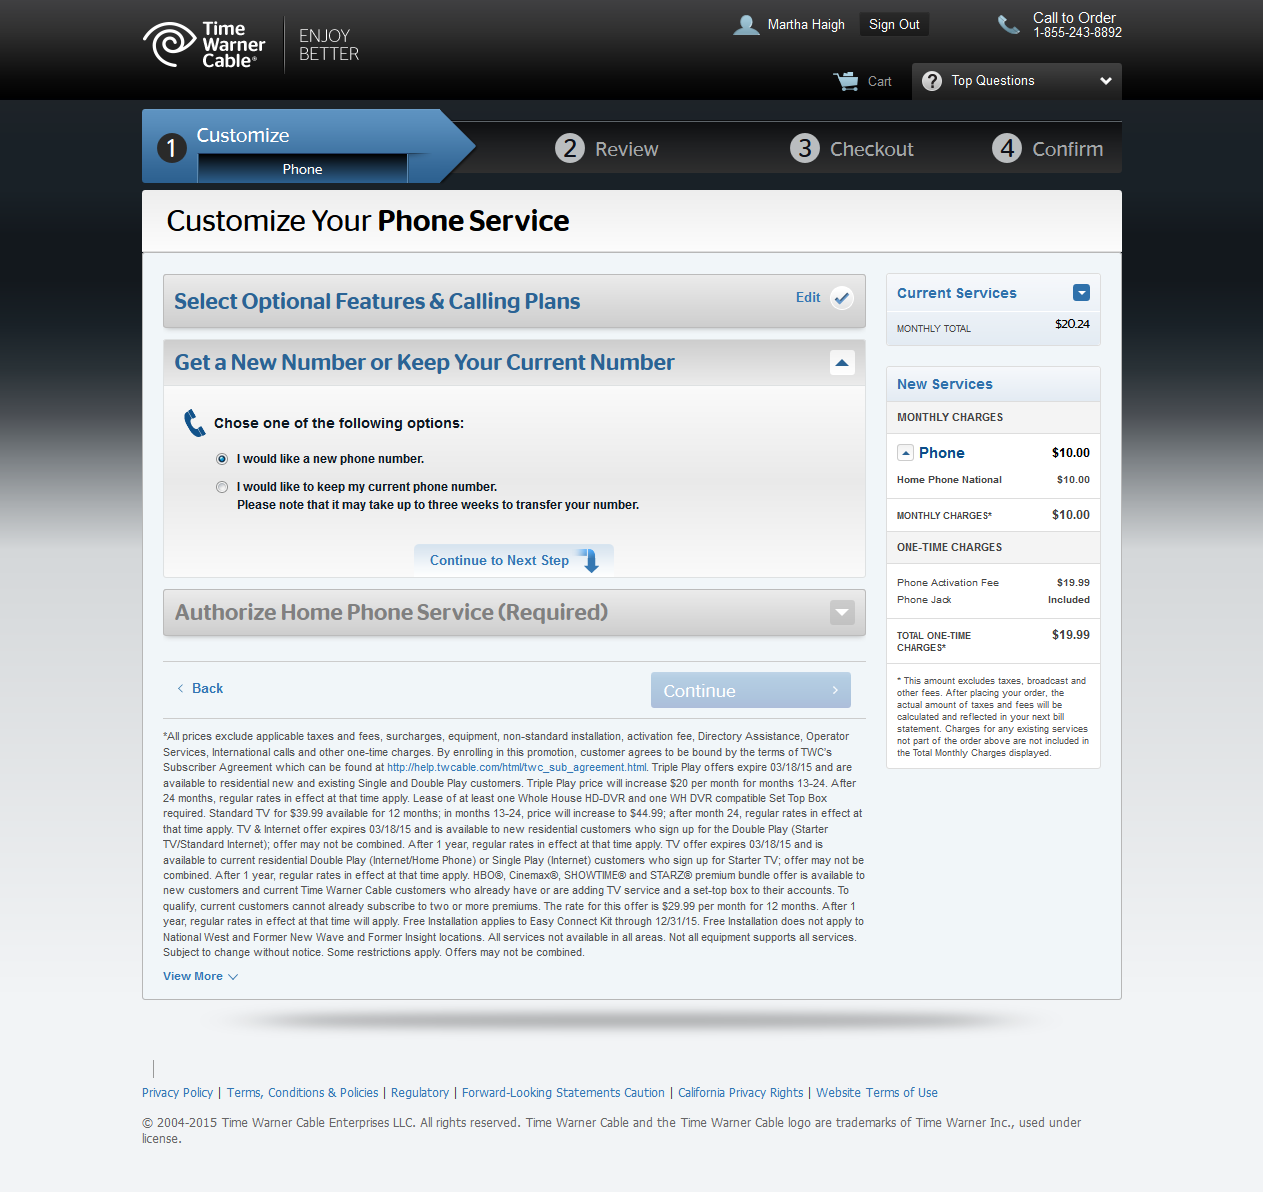 Time
Warner
Cable®
ENJOY
BETTER
Martha Haigh
Sign Out
Call to Order
1-855-243-8892
Cart
? Top Questions
1 Customize
Phone
2 Review
3 Checkout
4 Confirm
Customize Your Phone Service
Select Optional Features & Calling Plans
Edit
Get a New Number or Keep Your Current Number
Chose one of the following options:
I would like a new phone number.
I would like to keep my current phone number.
Please note that it may take up to three weeks to transfer your number.
Continue to Next Step
Authorize Home Phone Service (Required)
Back
Continue
*All prices exclude applicable taxes and fees, surcharges, equipment, non-standard installation, activation fee, Directory Assistance, Operator
Services, International calls and other one-time charges. By enrolling in this promotion, customer agrees to be bound by the terms of TWC's
Subscriber Agreement which can be found at http://help.twcable.com/html/twc_sub_agreement.html. Triple Play offers expire 03/18/15 and are
available to residential new and existing Single and Double Play customers. Triple Play price will increase $20 per month for months 13-24. After
24 months, regular rates in effect at that time apply. Lease of at least one Whole House HD-DVR and one WH DVR compatible Set Top Box
required. Standard TV for $39.99 available for 12 months; in months 13-24, price will increase to $44.99; after month 24, regular rates in effect at
that time apply. TV & Internet offer expires 03/18/15 and is available to new residential customers who sign up for the Double Play (Starter
TV/Standard Internet); offer may not be combined. After 1 year, regular rates in effect at that time apply. TV offer expires 03/18/15 and is
available to current residential Double Play (Internet/Home Phone) or Single Play (Internet) customers who sign up for Starter TV; offer may not be
combined. After 1 year, regular rates in effect at that time apply. HBO®, Cinemax®, SHOWTIME® and STARZ® premium bundle offer is available to
new customers and current Time Warner Cable customers who already have or are adding TV service and a set-top box to their accounts. To
qualify, current customers cannot already subscribe to two or more premiums. The rate for this offer is $29.99 per month for 12 months. After 1
year, regular rates in effect at that time will apply. Free Installation applies to Easy Connect Kit through 12/31/15. Free Installation does not apply to
National West and Former New Wave and Former Insight locations. All services not available in all areas. Not all equipment supports all services.
Subject to change without notice. Some restrictions apply. Offers may not be combined.
View More
Current Services
MONTHLY TOTAL $20.24
New Services
MONTHLY CHARGES
Phone $10.00
Home Phone National $10.00
MONTHLY CHARGES* $10.00
ONE-TIME CHARGES
Phone Activation Fee $19.99
Phone Jack Included
TOTAL ONE-TIME $19.99
CHARGES*
* This amount excludes taxes, broadcast and
other fees. After placing your order, the
actual amount of taxes and fees will be
calculated and reflected in your next bill
statement. Charges for any existing services
not part of the order above are not included in
the Total Monthly Charges displayed.
Privacy Policy | Terms, Conditions & Policies | Regulatory | Forward-Looking Statements Caution | California Privacy Rights | Website Terms of Use
© 2004-2015 Time Warner Cable Enterprises LLC. All rights reserved. Time Warner Cable and the Time Warner Cable logo are trademarks of Time Warner Inc., used under
license.